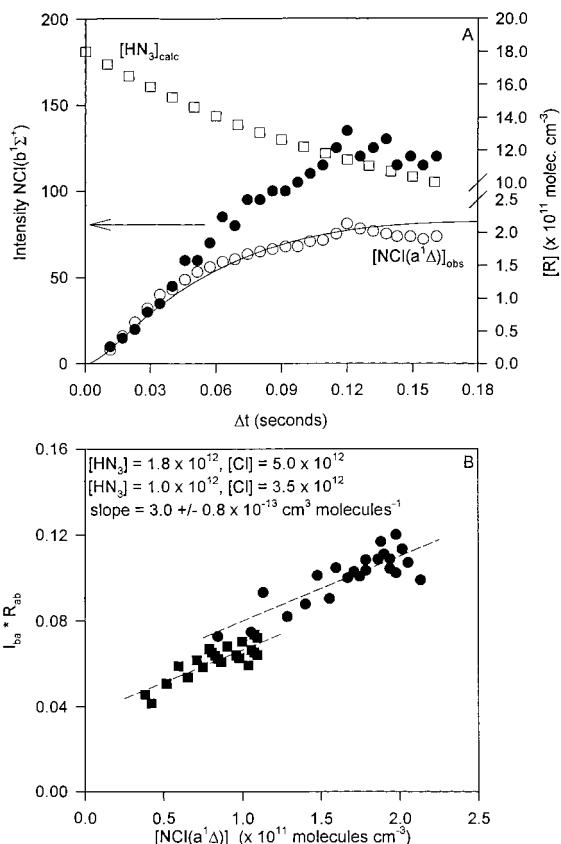 200
150
100
50
0
Intensity NCl(b¹Σ⁺)
A
[HN₃]calc
[NCl(a¹Δ)]obs
20.0
18.0
16.0
14.0
12.0
10.0
2.5
2.0
1.5
1.0
0.5
0.0
[R] (x 10¹¹ molec. cm⁻³)
0.00 0.03 0.06 0.09 0.12 0.15 0.18
Δt (seconds)
B
[HN₃] = 1.8 x 10¹², [Cl] = 5.0 x 10¹²
[HN₃] = 1.0 x 10¹², [Cl] = 3.5 x 10¹²
slope = 3.0 +/- 0.8 x 10⁻¹³ cm³ molecules⁻¹
0.16
0.12
0.08
0.04
0.00
I_ba * R_ab
0.0 0.5 1.0 1.5 2.0 2.5
[NCl(a¹Δ)] (x 10¹¹ molecules cm⁻³)